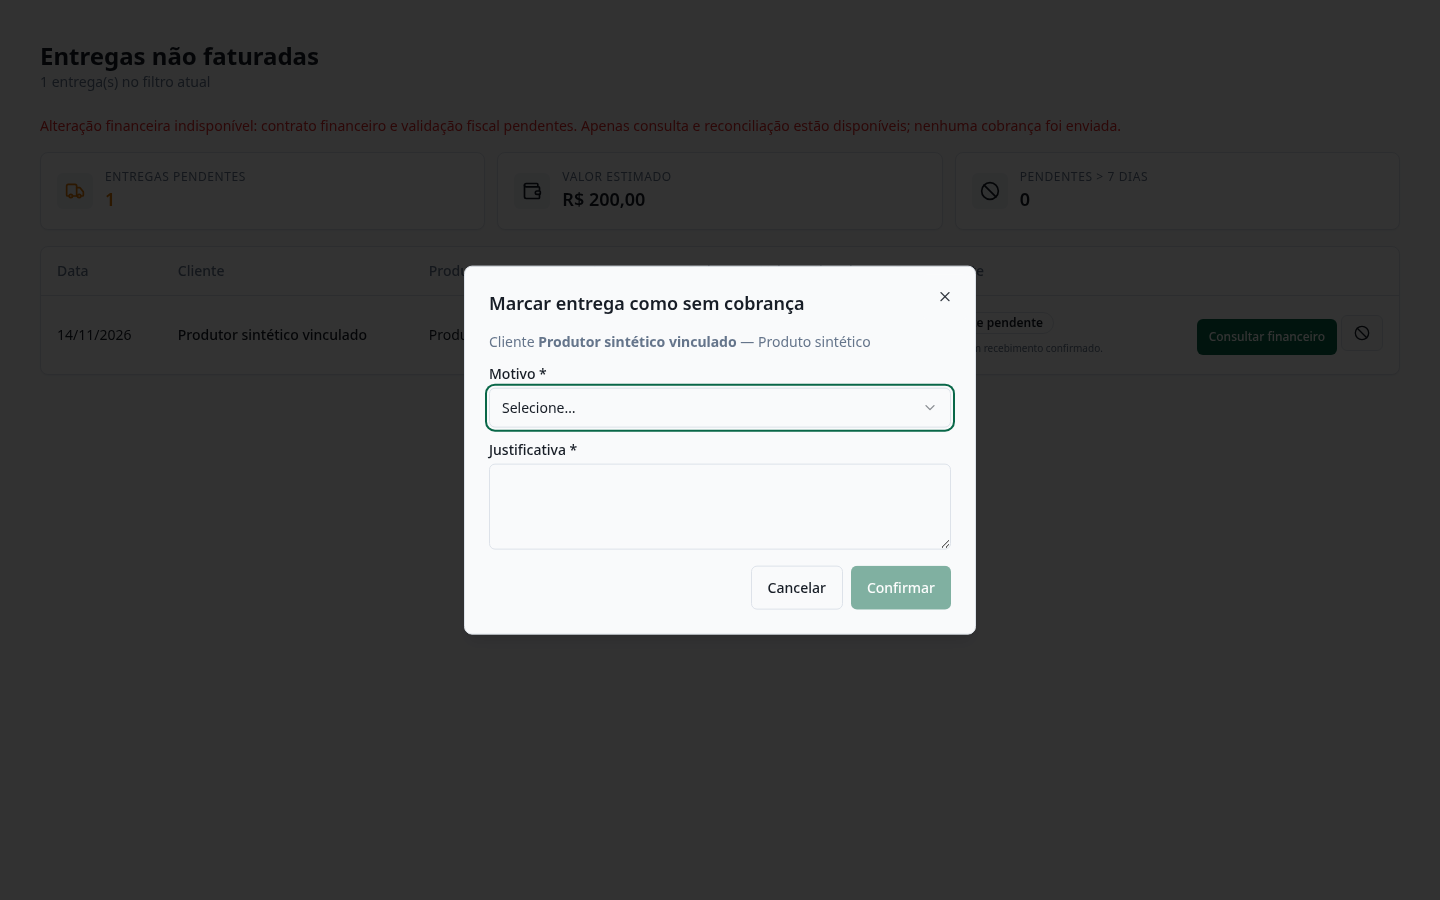 Entregas não faturadas
1 entrega(s) no filtro atual
Alteração financeira indisponível: contrato financeiro e validação fiscal pendentes. Apenas consulta e reconciliação estão disponíveis; nenhuma cobrança foi enviada.
ENTREGAS PENDENTES
1
VALOR ESTIMADO
R$ 200,00
PENDENTES > 7 DIAS
0
Data Cliente
14/11/2026 Produtor sintético vinculado
pendente
recebimento confirmado.
Consultar financeiro
Marcar entrega como sem cobrança
Cliente Produtor sintético vinculado — Produto sintético
Motivo *
Selecione...
Justificativa *
Cancelar Confirmar